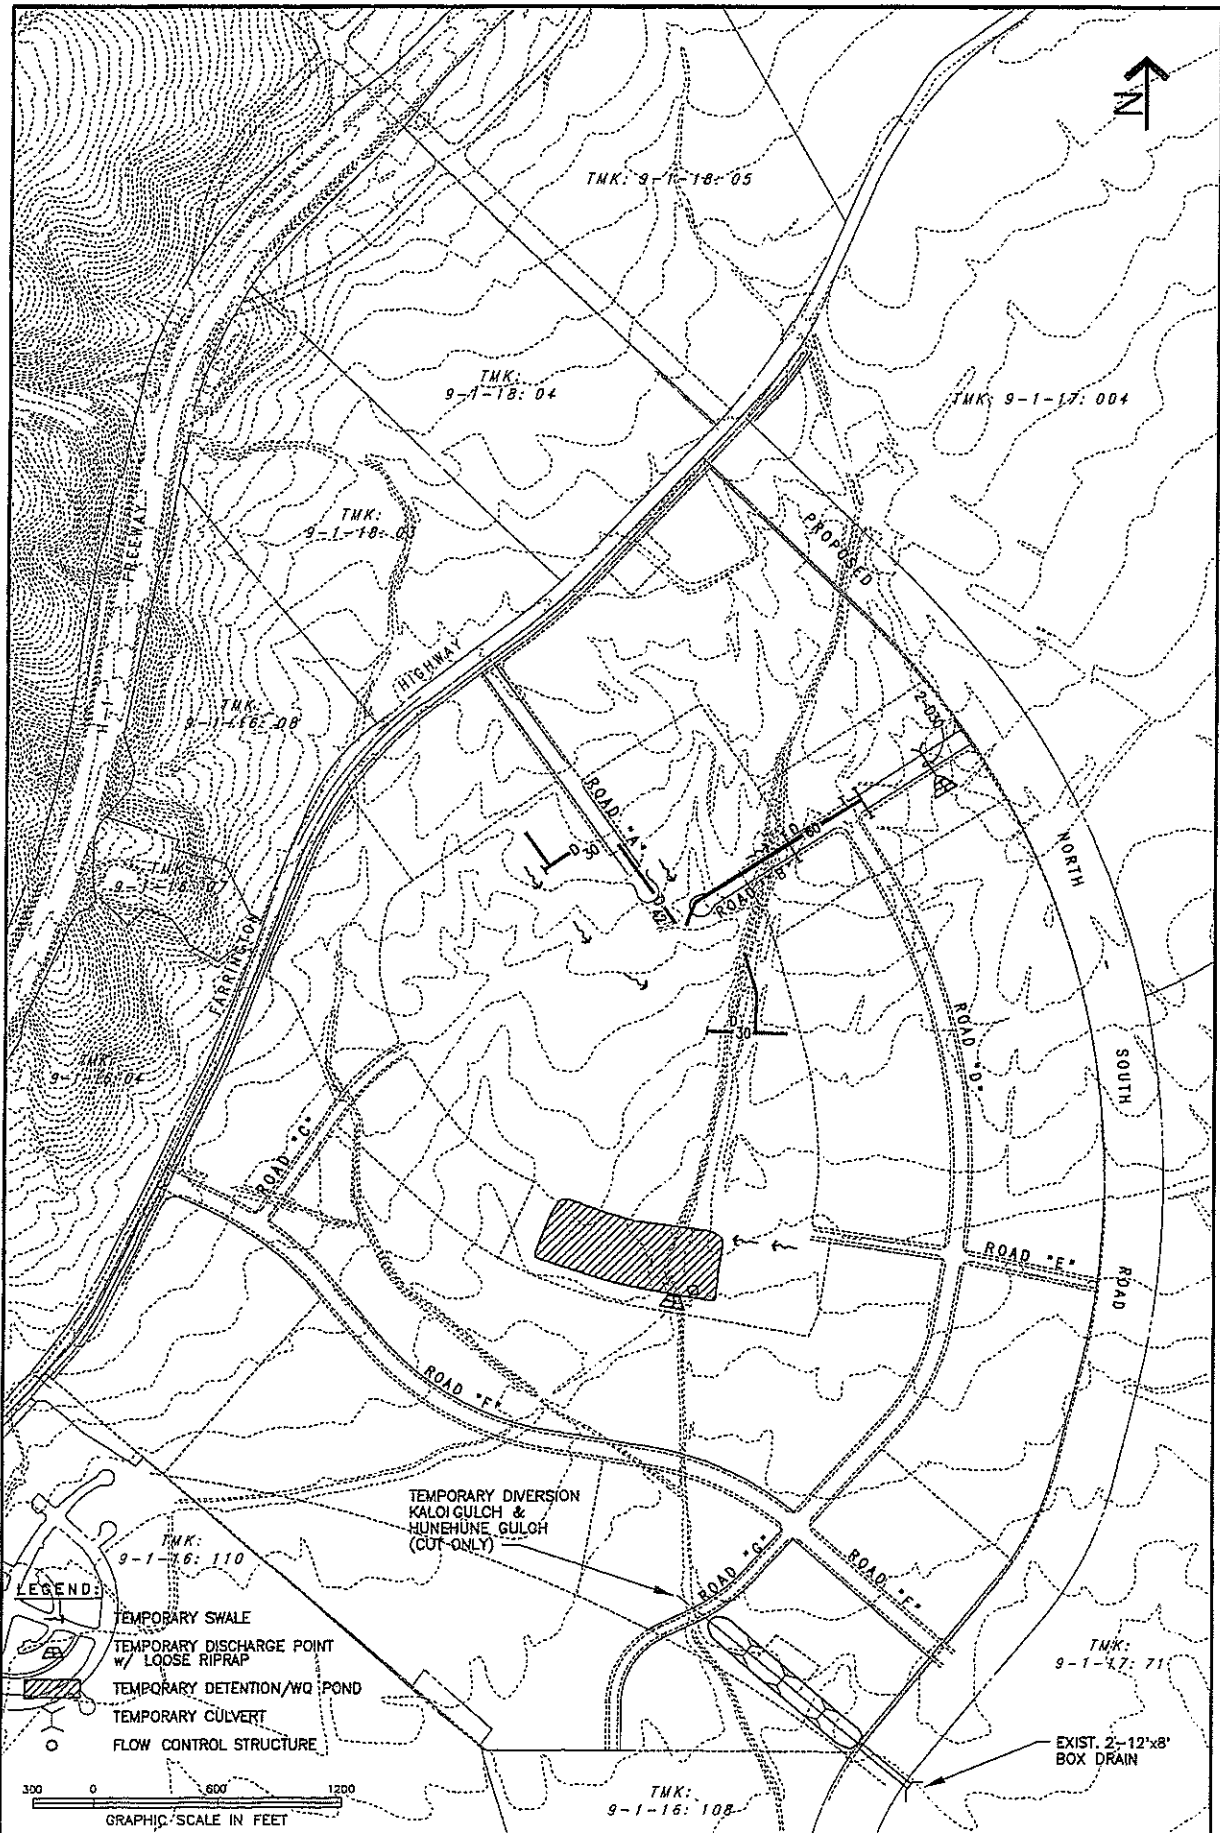 N
TMK: 9-1-18: 05
TMK:
9-1-18: 04
TMK: 9-1-17: 004
TMK:
9-1-18: 03
FREEWAY
H-1
PROPOSED
HIGHWAY
TMK:
9-1-16: 08
2-D30
ROAD "A"
D
30
D
42
D
60
ROAD "B"
NORTH
TMK:
FARRINGTON
D
30
ROAD "D"
SOUTH
TMK:
9-1-16: 04
ROAD "C"
ROAD "E"
ROAD
ROAD "F"
TEMPORARY DIVERSION
KALOI GULCH &
HUNEHUNE GULCH
(CUT ONLY)
ROAD "G"
ROAD "F"
TMK:
9-1-16: 110
LEGEND:
TEMPORARY SWALE
TEMPORARY DISCHARGE POINT
W/ LOOSE RIPRAP
TEMPORARY DETENTION/WQ POND
TEMPORARY CULVERT
FLOW CONTROL STRUCTURE
TMK:
9-1-17: 71
EXIST. 2-12'x8'
BOX DRAIN
300 0 600 1200
GRAPHIC SCALE IN FEET
TMK:
9-1-16: 108